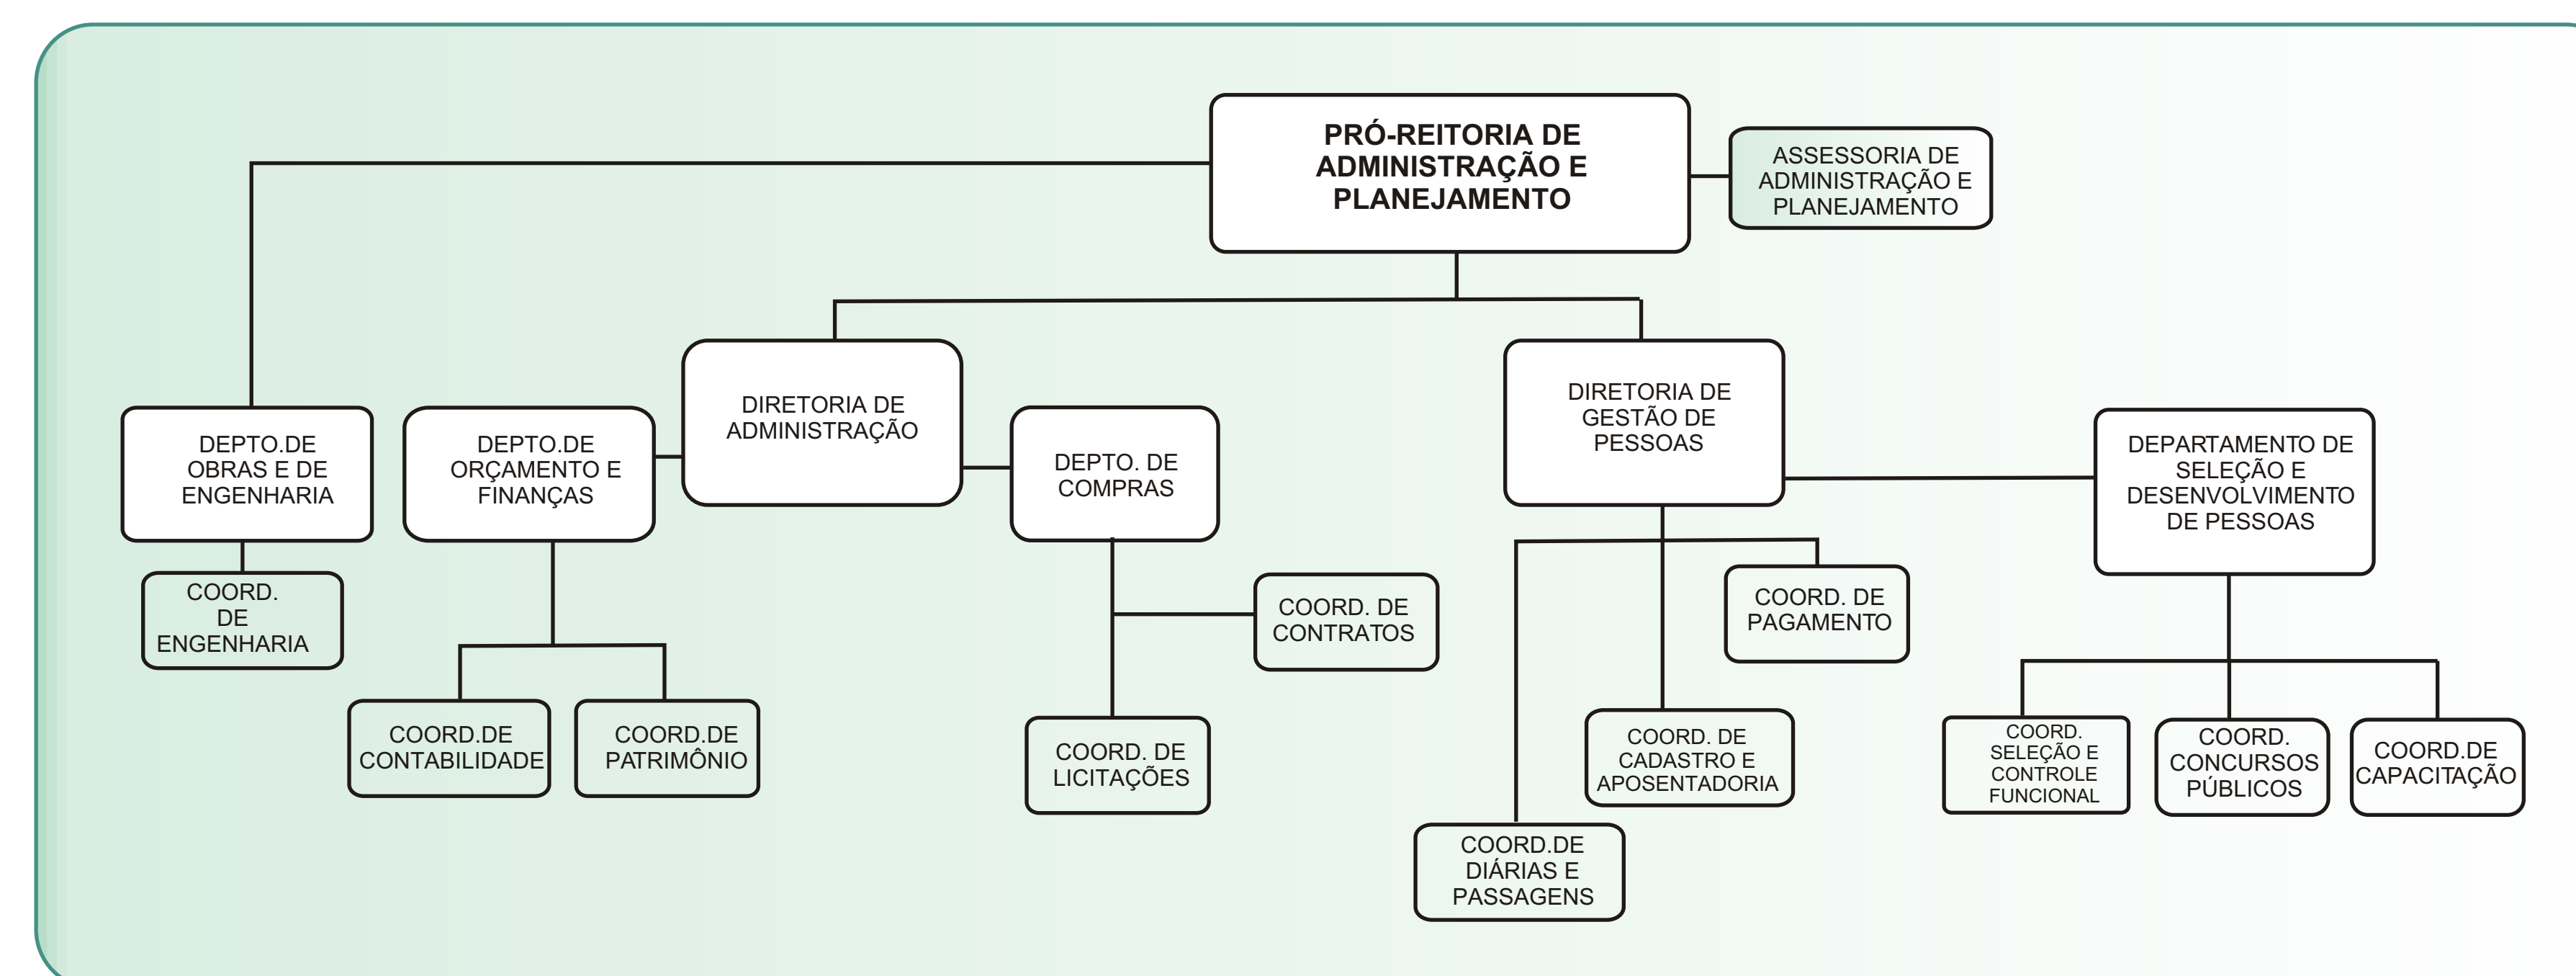 PRÓ-REITORIA DE
ADMINISTRAÇÃO E
PLANEJAMENTO
ASSESSORIA DE
ADMINISTRAÇÃO E
PLANEJAMENTO
DIRETORIA DE
ADMINISTRAÇÃO
DIRETORIA DE
GESTÃO DE
PESSOAS
DEPTO.DE
OBRAS E DE
ENGENHARIA
DEPTO.DE
ORÇAMENTO E
FINANÇAS
DEPTO. DE
COMPRAS
DEPARTAMENTO DE
SELEÇÃO E
DESENVOLVIMENTO
DE PESSOAS
COORD.
DE
ENGENHARIA
COORD. DE
CONTRATOS
COORD. DE
PAGAMENTO
COORD.DE
CONTABILIDADE
COORD.DE
PATRIMÔNIO
COORD. DE
LICITAÇÕES
COORD. DE
CADASTRO E
APOSENTADORIA
COORD.
SELEÇÃO E
CONTROLE
FUNCIONAL
COORD.
CONCURSOS
PÚBLICOS
COORD.DE
CAPACITAÇÃO
COORD.DE
DIÁRIAS E
PASSAGENS